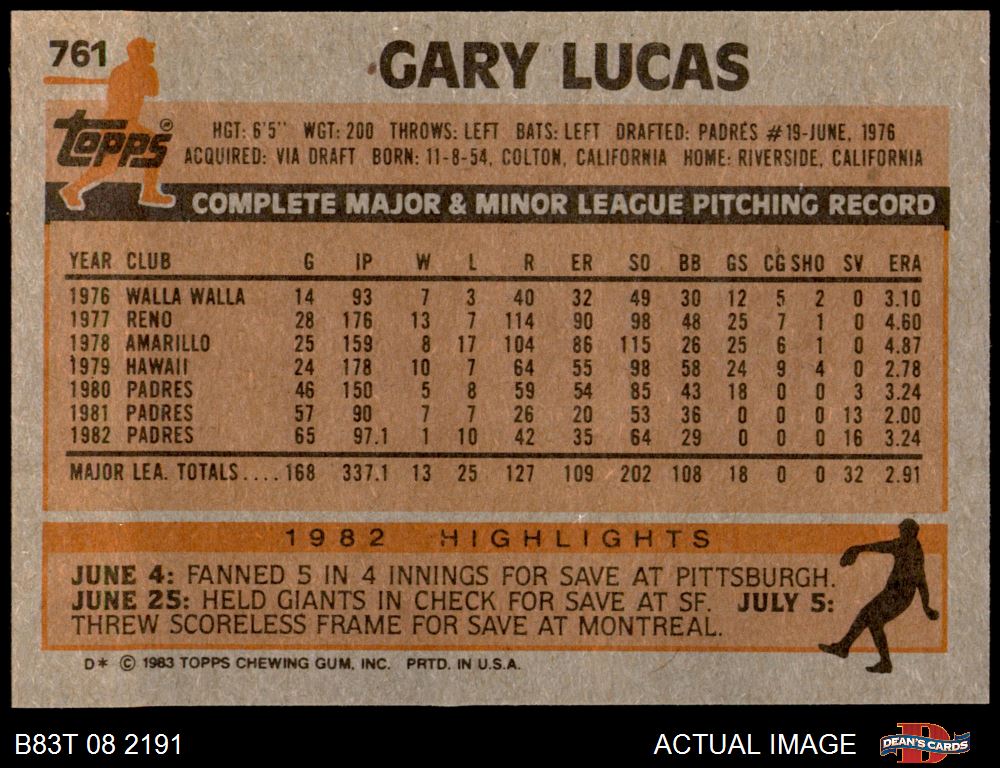 761
GARY LUCAS
Topps®
HGT: 6'5" WGT: 200 THROWS: LEFT BATS: LEFT DRAFTED: PADRES #19-JUNE, 1976
ACQUIRED: VIA DRAFT BORN: 11-8-54, COLTON, CALIFORNIA HOME: RIVERSIDE, CALIFORNIA
COMPLETE MAJOR & MINOR LEAGUE PITCHING RECORD
YEAR CLUB G IP W L R ER SO BB GS CG SHO SV ERA
1976 WALLA WALLA 14 93 7 3 40 32 49 30 12 5 2 0 3.10
1977 RENO 28 176 13 7 114 90 98 48 25 7 1 0 4.60
1978 AMARILLO 25 159 8 17 104 86 115 26 25 6 1 0 4.87
1979 HAWAII 24 178 10 7 64 55 98 58 24 9 4 0 2.78
1980 PADRES 46 150 5 8 59 54 85 43 18 0 0 3 3.24
1981 PADRES 57 90 7 7 26 20 53 36 0 0 0 13 2.00
1982 PADRES 65 97.1 1 10 42 35 64 29 0 0 0 16 3.24
MAJOR LEA. TOTALS.... 168 337.1 13 25 127 109 202 108 18 0 0 32 2.91
1982 HIGHLIGHTS
JUNE 4: FANNED 5 IN 4 INNINGS FOR SAVE AT PITTSBURGH.
JUNE 25: HELD GIANTS IN CHECK FOR SAVE AT SF. JULY 5:
THREW SCORELESS FRAME FOR SAVE AT MONTREAL.
D* © 1983 TOPPS CHEWING GUM, INC. PRTD. IN U.S.A.
B83T 08 2191 ACTUAL IMAGE DEAN'S CARDS